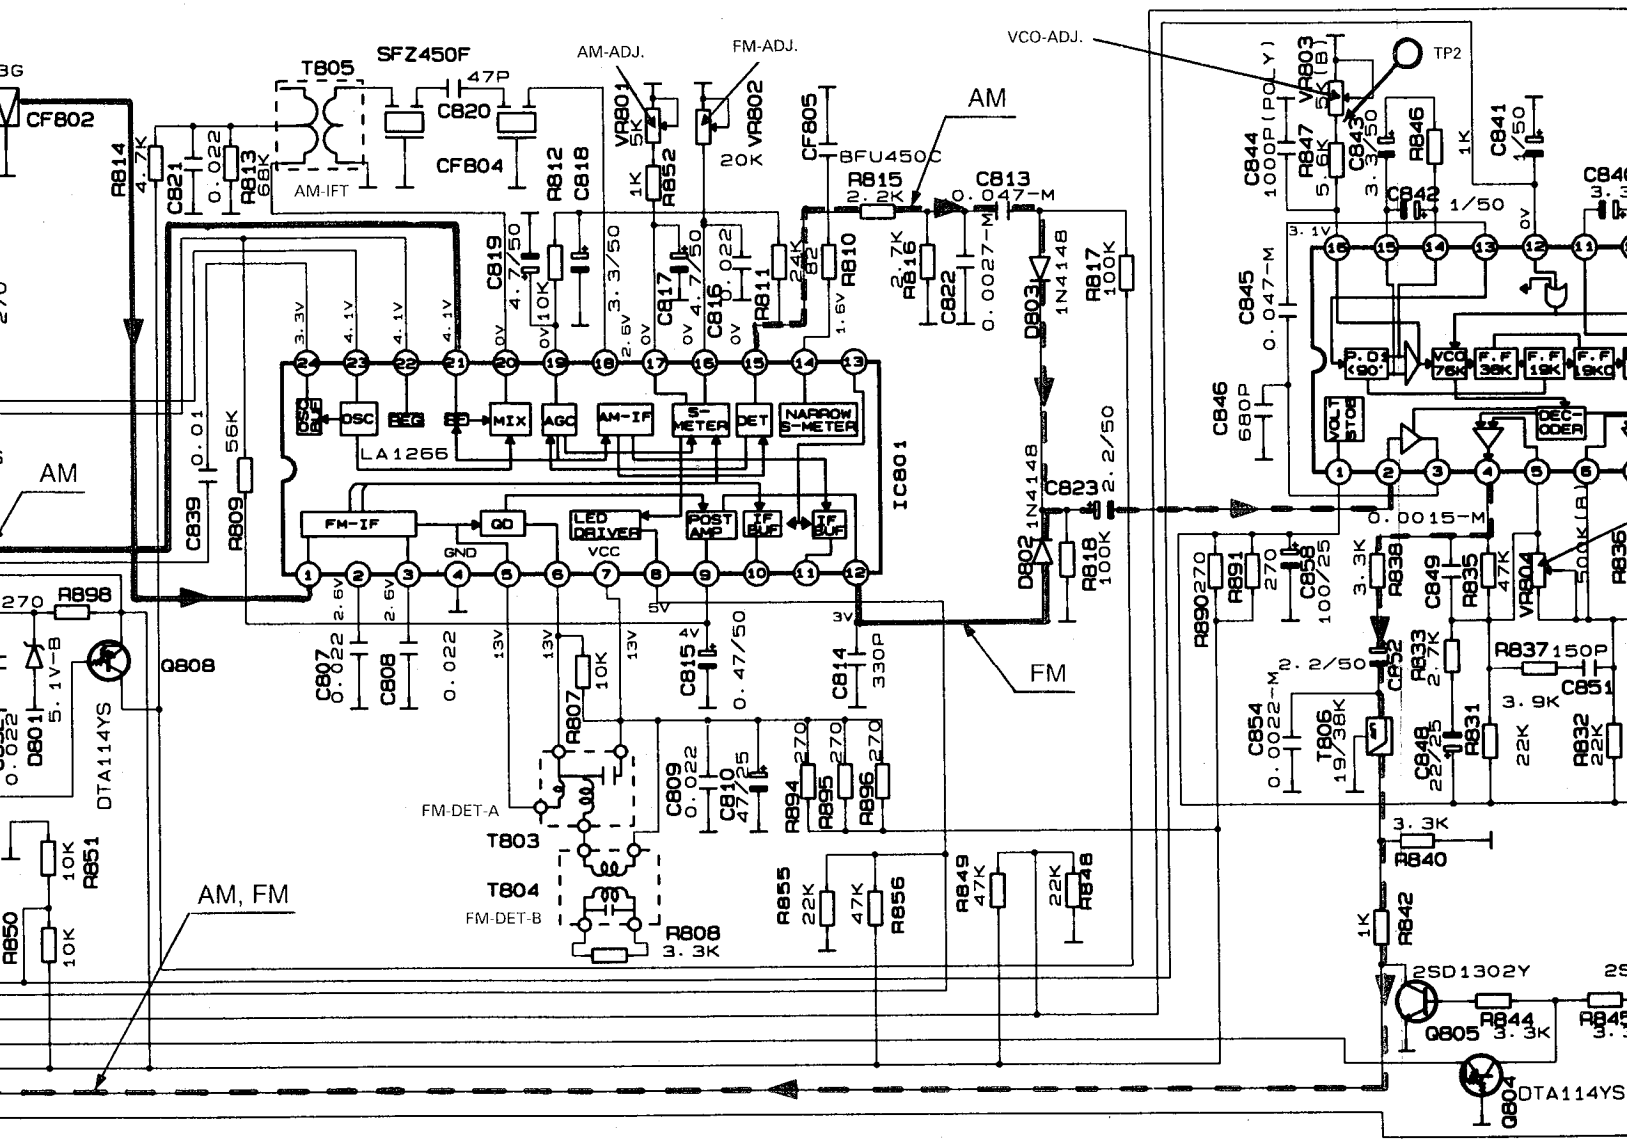 SFZ450F
AM-ADJ.
FM-ADJ.
VCO-ADJ.
TP2
T805
47P
C820
CF802
CF804
AM-IFT
R814
4.7K
C821
0.022
R813
68K
R812
C818
VR801
5K
R852
1K
VR802
20K
CF805
BFU450C
AM
R815
2.2K
C813
0.047-M
C844
1000P(POLY)
VR803
5K(B)
R847
5.6K
C843
3.3/50
R846
1K
C841
1/50
C842
1/50
0V
3.1V
C819
4.7/50
10K
3.3/50
C817
4.7/50
C816
0.022
R811
24K
82
R810
R816
2.7K
C822
0.0027-M
D803
1N4148
R817
100K
C845
0.047-M
C846
680P
3.3V
4.1V
4.1V
4.1V
0V
0V
2.6V
0V
0V
0V
1.6V
24 23 22 21 20 19 18 17 16 15 14 13
16 15 14 13 12 11
OSC BUF
OSC
REG
RF
MIX
AGC
AM-IF
S-METER
DET
NARROW S-METER
LA1266
IC801
FM-IF
QD
LED DRIVER
POST AMP
IF BUF
IF BUF
GND
VCC
1 2 3 4 5 6 7 8 9 10 11 12
P.D1 <90°
VCO 76K
F.F 38K
F.F 19K
F.F 19KQ
VOLT STOB
DEC-ODER
1 2 3 4 5 6
AM
C839
0.01
R809
56K
1N4148
D802
R818
100K
C823
2.2/50
0.0015-M
R890
270
R891
270
C858
100/25
3.3K
R838
C849
R835
47K
VR804
500K(B)
R836
270
R898
D801
5.1V-B
Q808
DTA114YS
0.022
2.6V
2.6V
C807
0.022
C808
0.022
13V
13V
13V
R807
10K
5V
4V
C815
0.47/50
3V
C814
330P
FM
2.2/50
C852
R833
2.7K
R837
150P
3.9K
C851
C854
0.0022-M
T806
19/38K
C848
22/25
R831
22K
R832
22K
FM-DET-A
T803
T804
FM-DET-B
R808
3.3K
C809
0.022
C810
47/25
270
R894
270
R895
270
R896
3.3K
R840
R851
10K
R850
10K
AM, FM
R855
22K
47K
R856
R849
47K
22K
R848
1K
R842
2SD1302Y
Q805
R844
3.3K
R845
Q804
DTA114YS